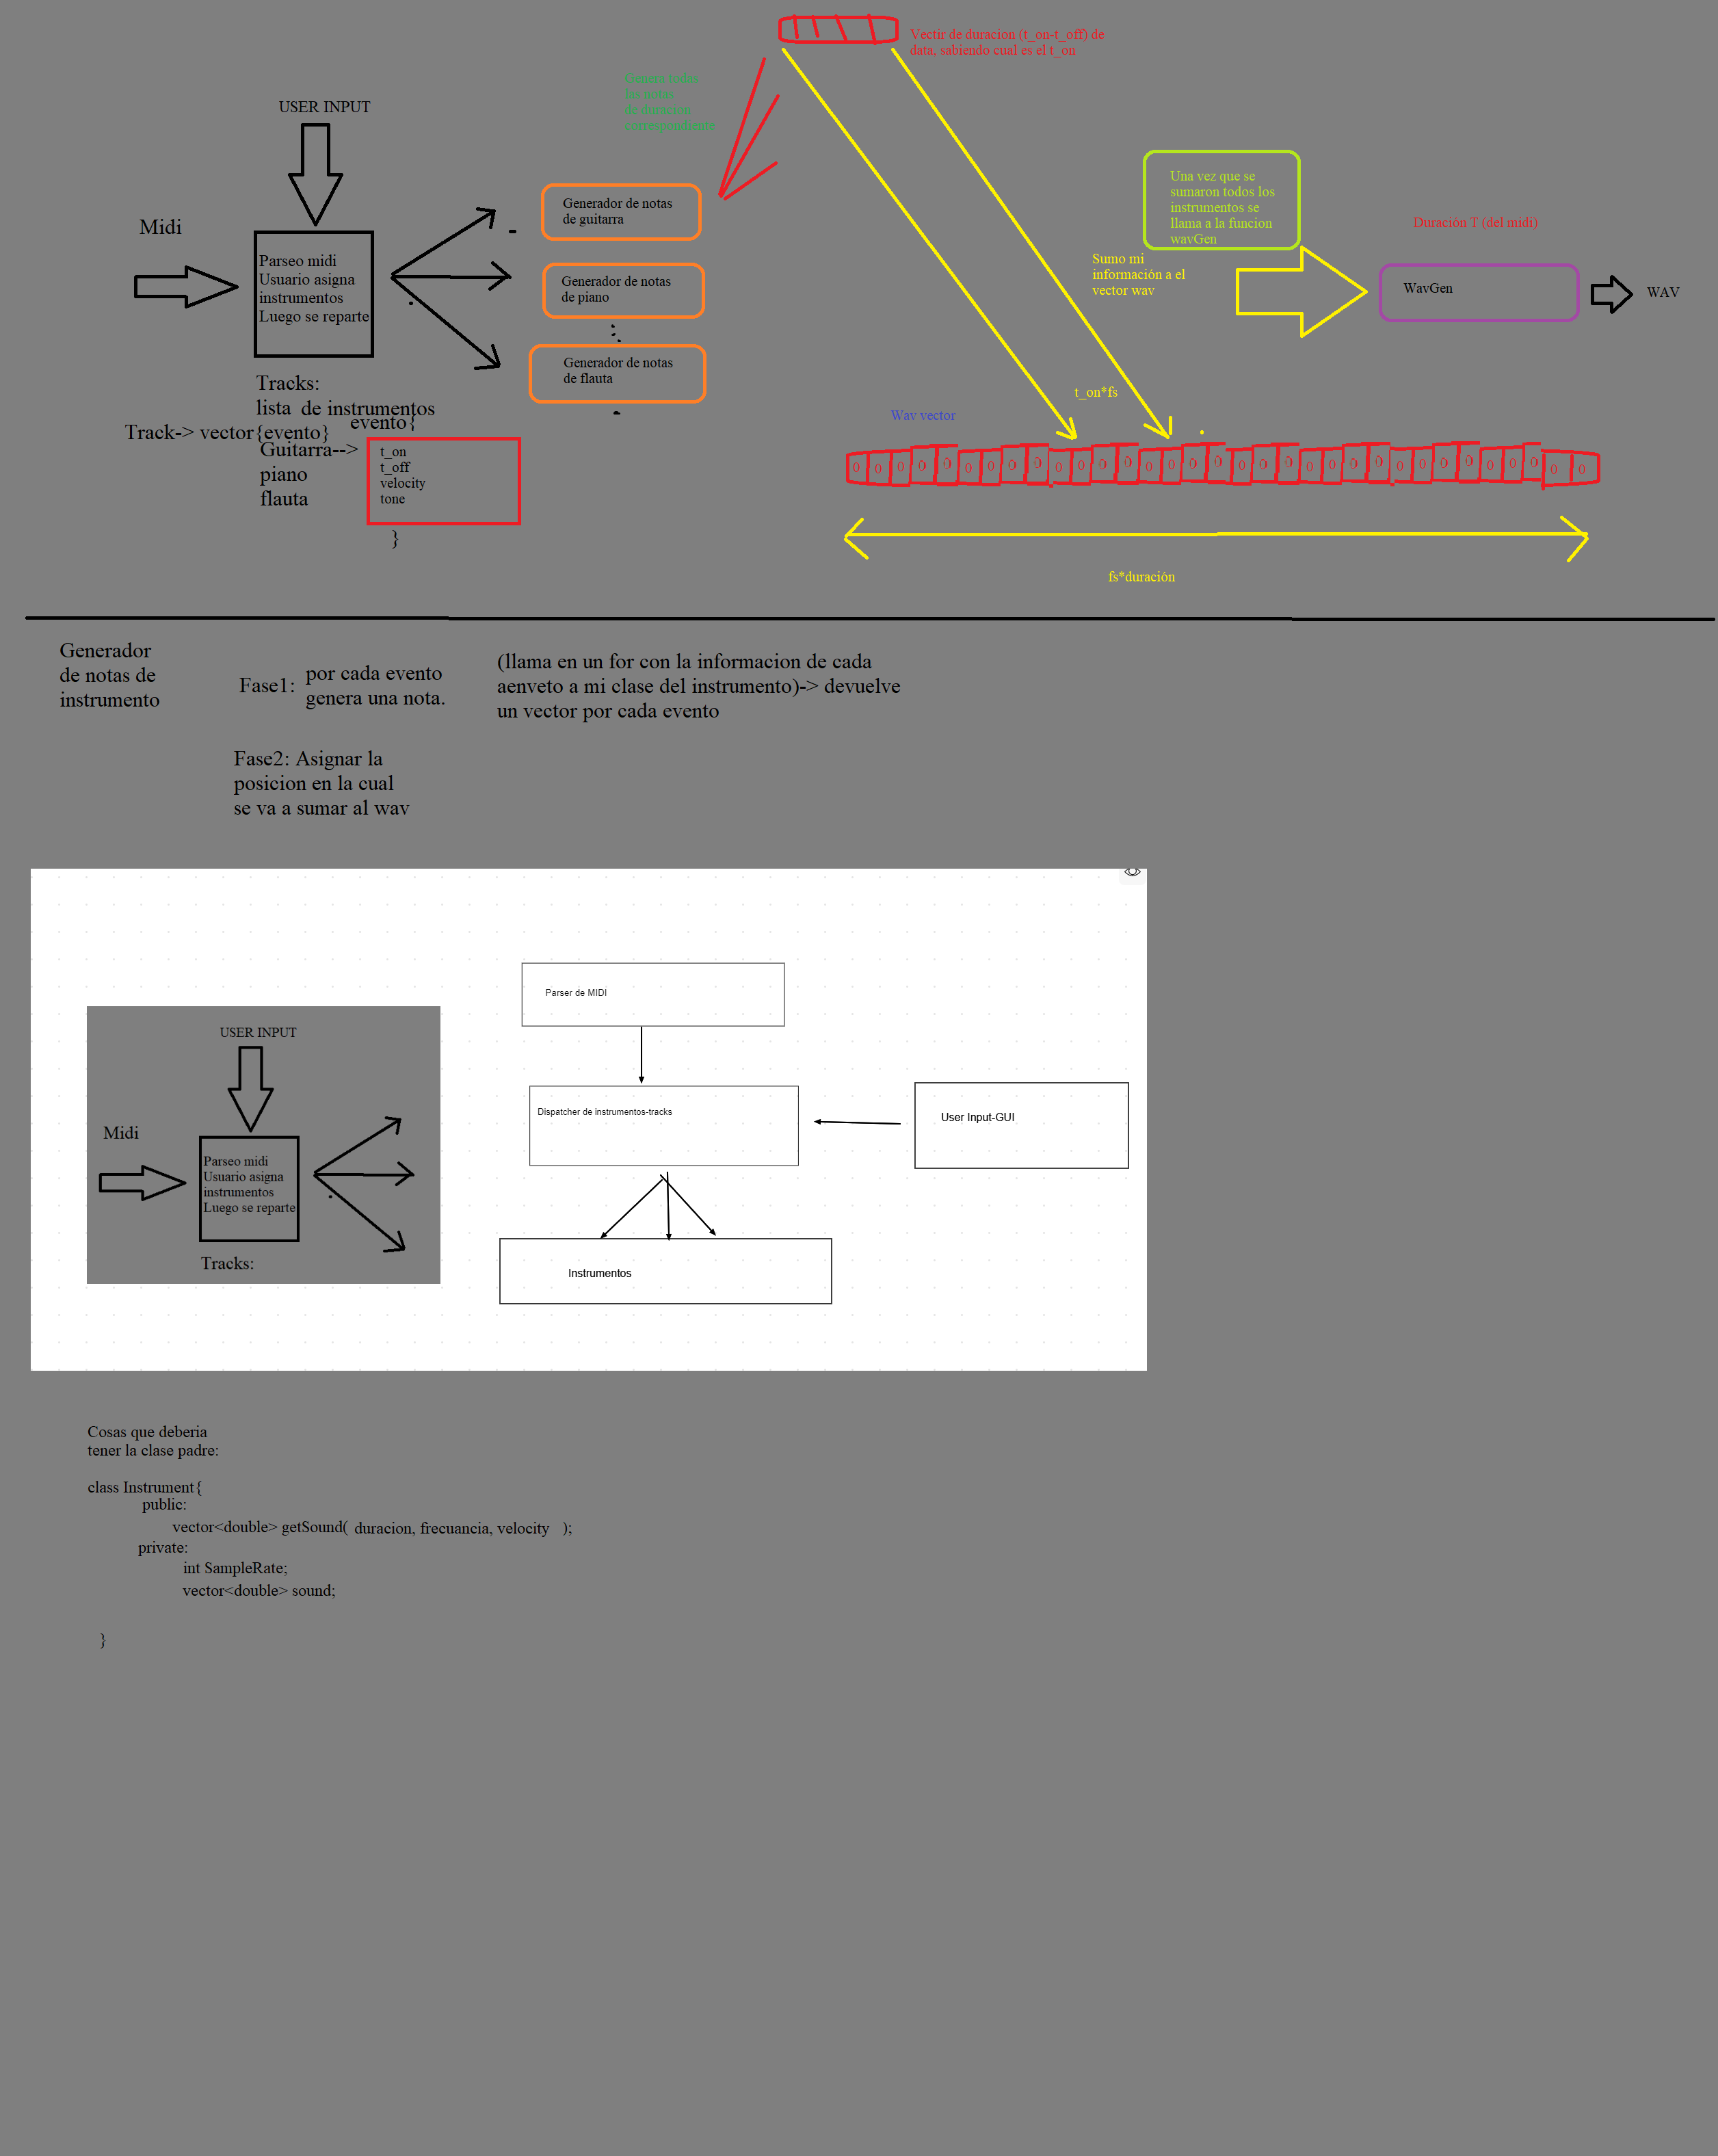 Vectir de duracion (t_on-t_off) de
data, sabiendo cual es el t_on
Genera todas
las notas
de duracion
correspondiente
USER INPUT
Midi
Parseo midi
Usuario asigna
instrumentos
Luego se reparte
Generador de notas
de guitarra
Generador de notas
de piano
Generador de notas
de flauta
Una vez que se
sumaron todos los
instrumentos se
llama a la funcion
wavGen
Duración T (del midi)
Sumo mi
información a el
vector wav
WavGen
WAV
Tracks:
lista de instrumentos
Track-> vector{evento}
Guitarra-->
piano
flauta
evento{
t_on
t_off
velocity
tone
}
t_on*fs
Wav vector
0 0 0 0 0 0 0 0 0 0 0 0 0 0 0 0 0 0 0 0 0 0 0 0 0 0 0 0 0 0 0 0
fs*duración
Generador
de notas de
instrumento
Fase1: por cada evento
genera una nota.
(llama en un for con la informacion de cada
aenveto a mi clase del instrumento)-> devuelve
un vector por cada evento
Fase2: Asignar la
posicion en la cual
se va a sumar al wav
USER INPUT
Midi
Parseo midi
Usuario asigna
instrumentos
Luego se reparte
Tracks:
Parser de MIDI
Dispatcher de instrumentos-tracks
User Input-GUI
Instrumentos
Cosas que deberia
tener la clase padre:
class Instrument{
public:
vector<double> getSound( duracion, frecuancia, velocity );
private:
int SampleRate;
vector<double> sound;
}